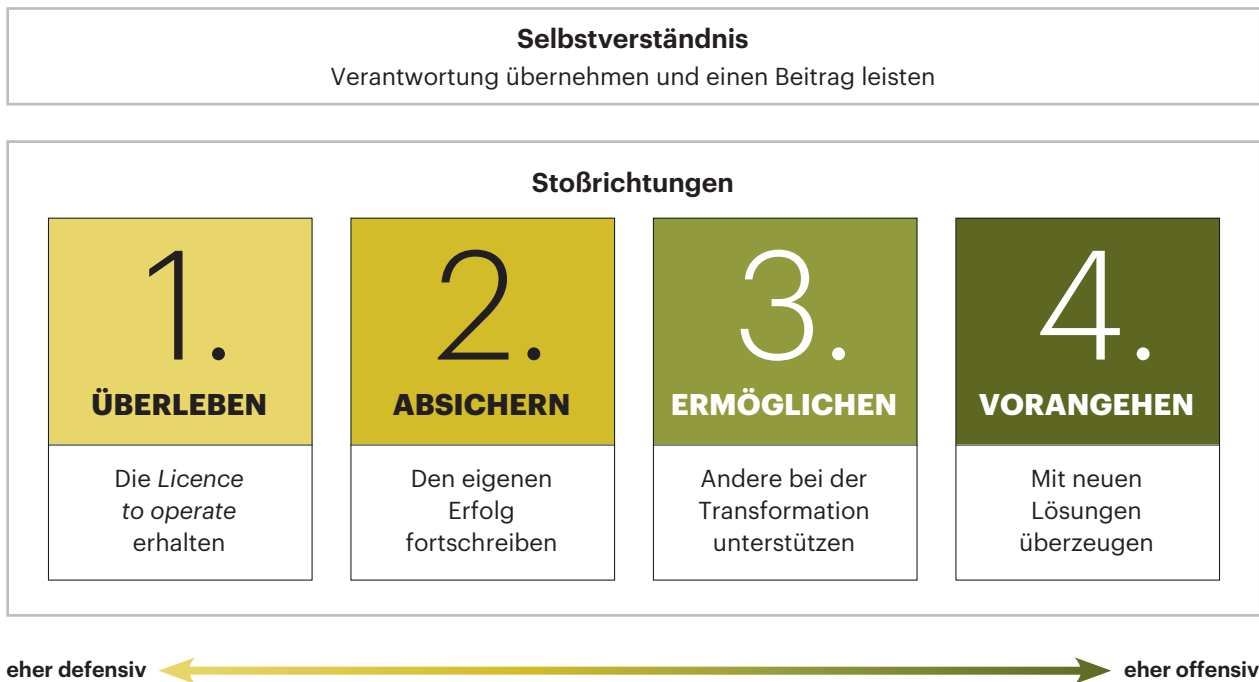 Selbstverständnis
Verantwortung übernehmen und einen Beitrag leisten
Stoßrichtungen
1.
ÜBERLEBEN
Die Licence
to operate
erhalten
2.
ABSICHERN
Den eigenen
Erfolg
fortschreiben
3.
ERMÖGLICHEN
Andere bei der
Transformation
unterstützen
4.
VORANGEHEN
Mit neuen
Lösungen
überzeugen
eher defensiv
eher offensiv